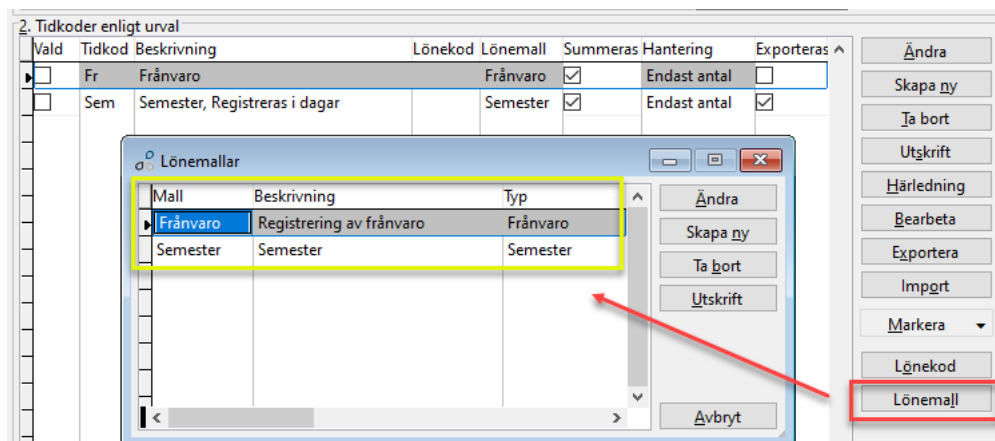 2. Tidkoder enligt urval
Vald Tidkod Beskrivning Lönekod Lönemall Summeras Hantering Exporteras
Fr Frånvaro Frånvaro Endast antal
Sem Semester, Registreras i dagar Semester Endast antal
Ändra
Skapa ny
Ta bort
Utskrift
Härledning
Bearbeta
Exportera
Import
Markera
Lönekod
Lönemall
Lönemallar
Mall Beskrivning Typ
Frånvaro Registrering av frånvaro Frånvaro
Semester Semester Semester
Ändra
Skapa ny
Ta bort
Utskrift
Avbryt